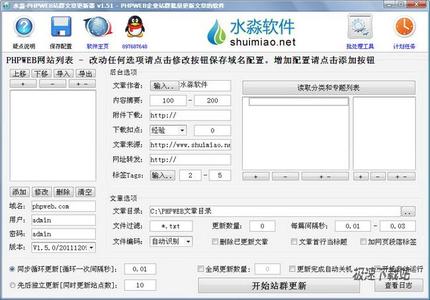 水淼·PHPWEB站群文章更新器 v1.51 - PHPWEB企业站群批量更新文章的软件
疑点说明 保存配置 软件主页 897687648 水淼软件 shuimiao.net 批处理工具 计划任务
PHPWEB网站列表 - 改动任何选项请点击修改按钮保存域名配置，增加配置请点击添加按钮
上移 下移 导入 导出
+ - + -
后台选项
文章作者： 输入.. 水淼软件
内容摘要： 100 - 200
附件下载： http://
下载扣点： 经验 0
文章来源： http://www.shuimiao.ne
网址转发： http://
标签Tags: 输入.. 2 - 5
读取分类和专题列表
+ - + -
添加 修改 删除 清空
域名： phpweb.com
用户： admin
密码： admin
版本： V1.5.0/2011120
文章选项
文章目录： C:\PHPWEB文章目录
文件过滤： *.txt 更新数量： 0 每篇间隔秒： 0.01 - 0.03
文件编码： 自动识别 删除已更新文章 文章首行当标题 加网页段落标签
同步循环更新[循环一次间隔秒]： 0.01
全局更新数量： 0 更新完成自动关机 自动运行
先后独立更新[同时更新站点数]： 10
开始站群更新 查看日志
极速下载站